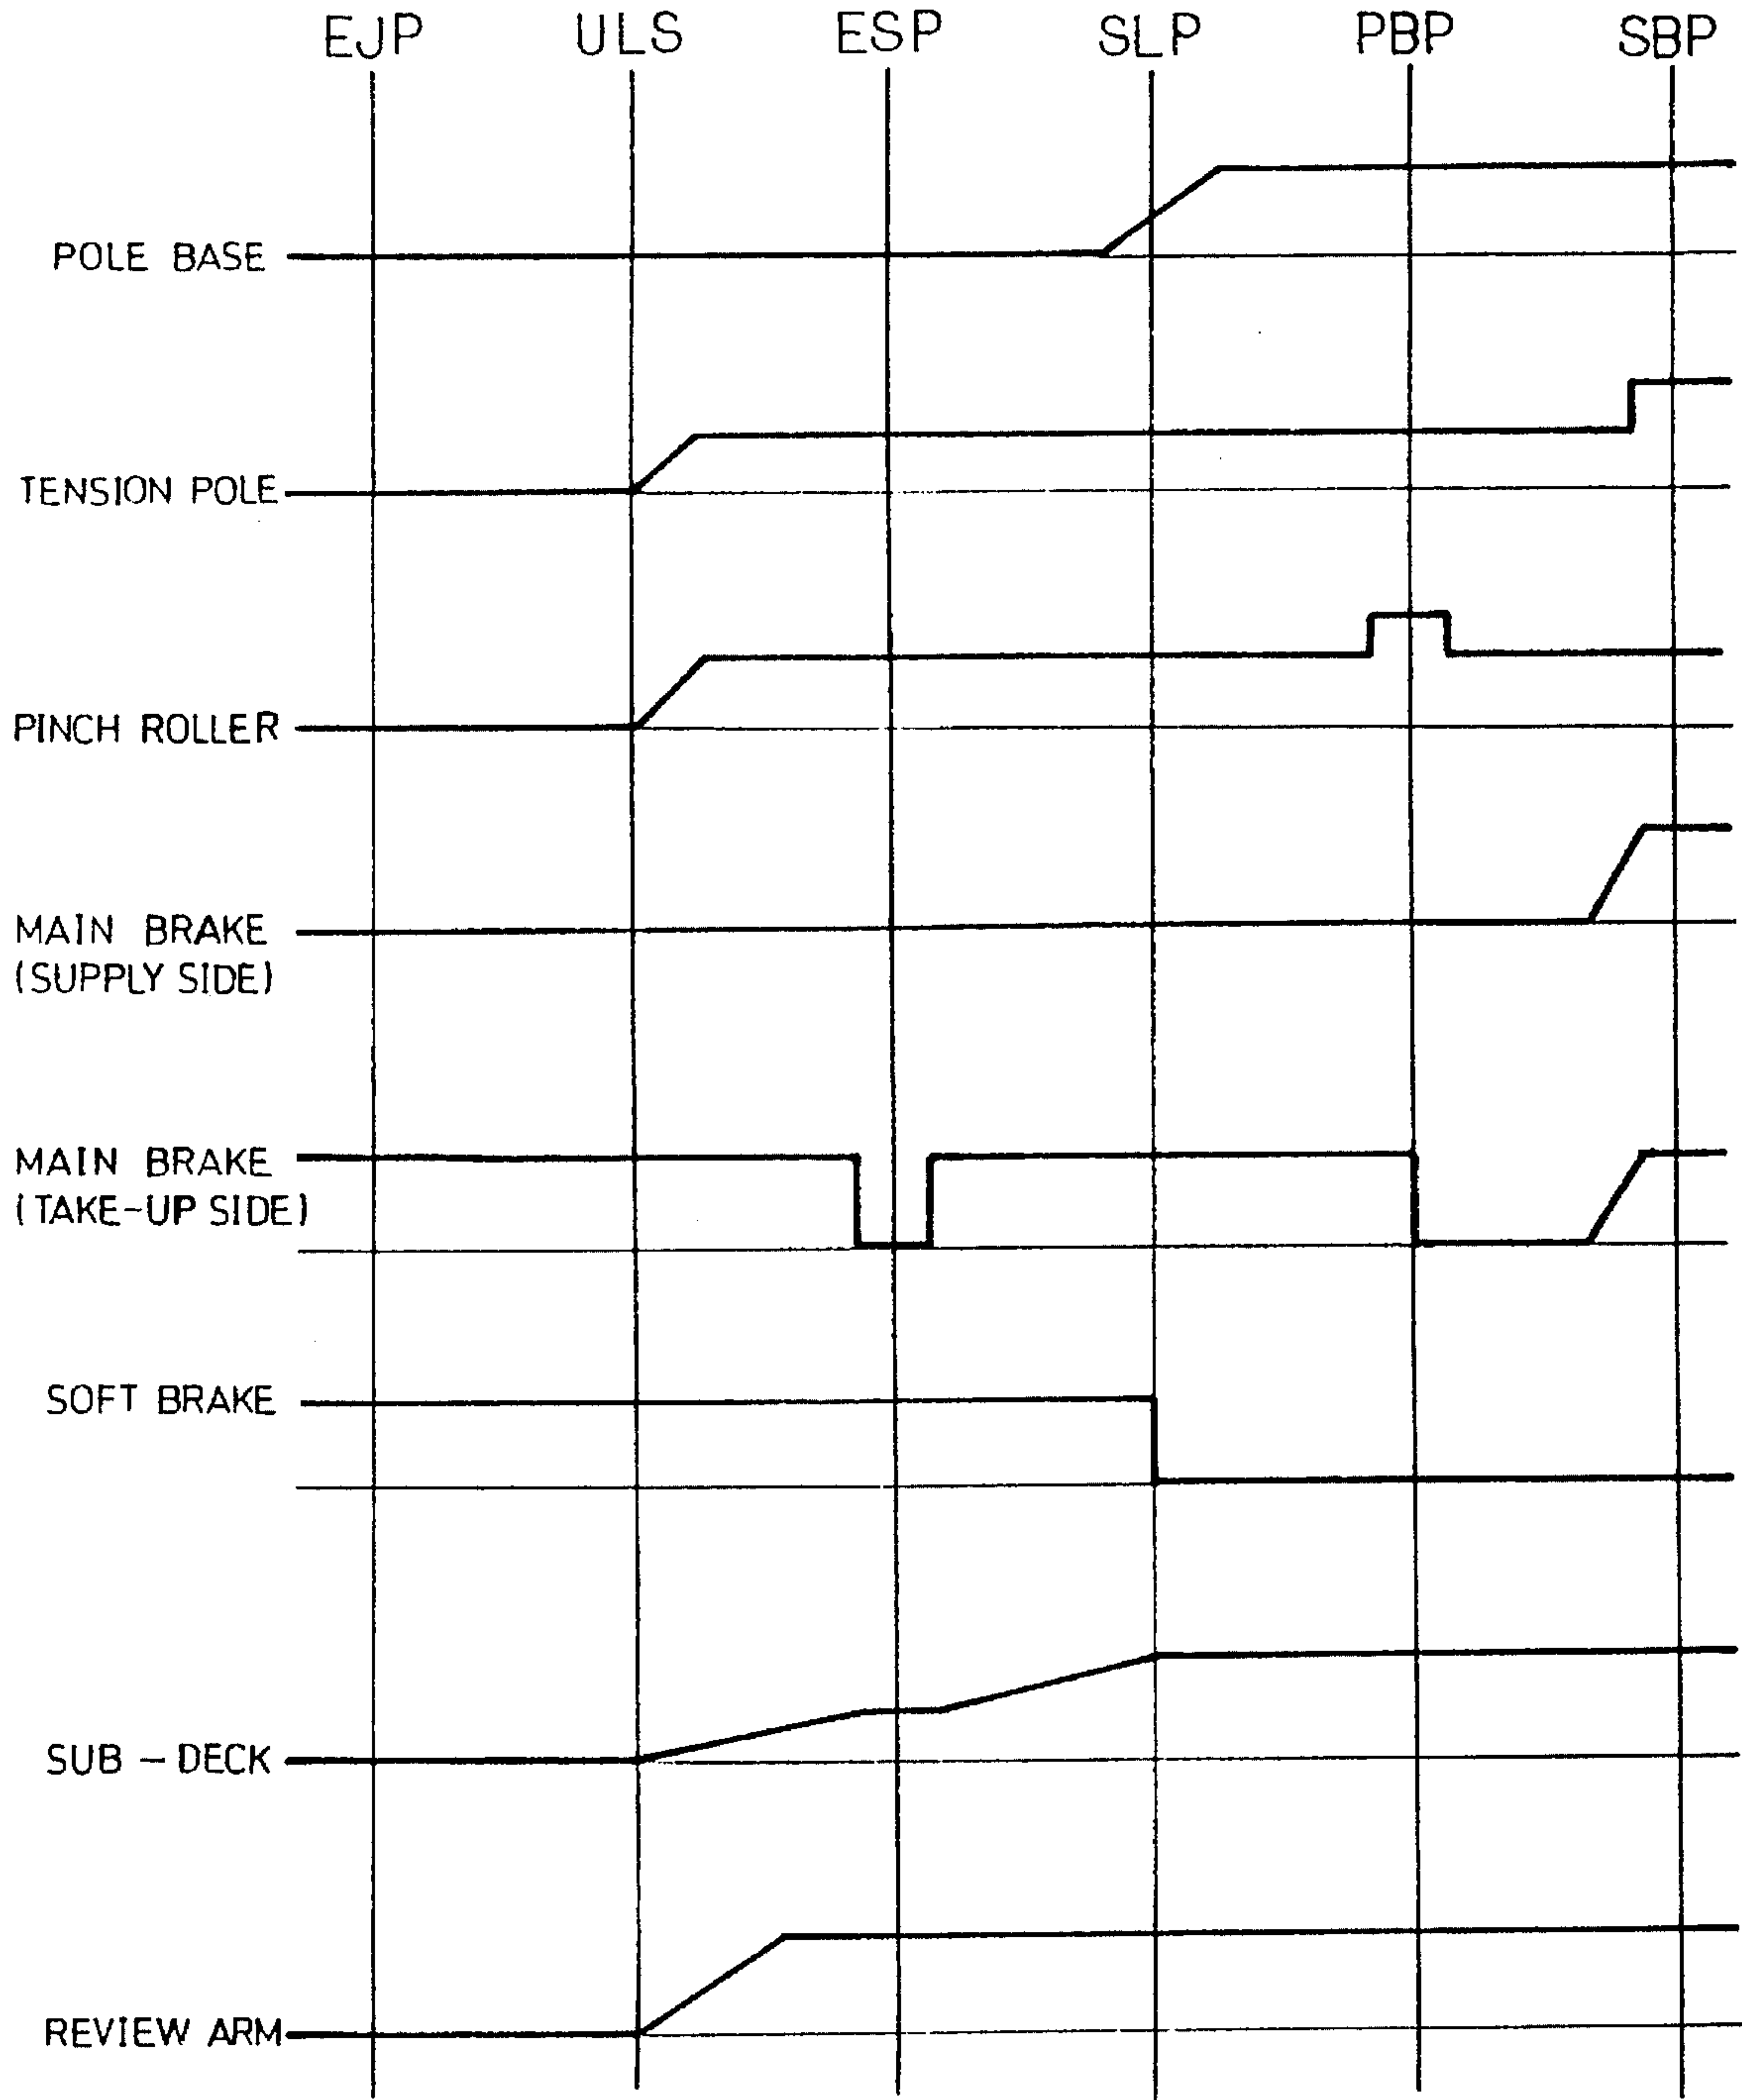 EJP ULS ESP SLP PBP SBP
POLE BASE
TENSION POLE
PINCH ROLLER
MAIN BRAKE
(SUPPLY SIDE)
MAIN BRAKE
(TAKE-UP SIDE)
SOFT BRAKE
SUB - DECK
REVIEW ARM